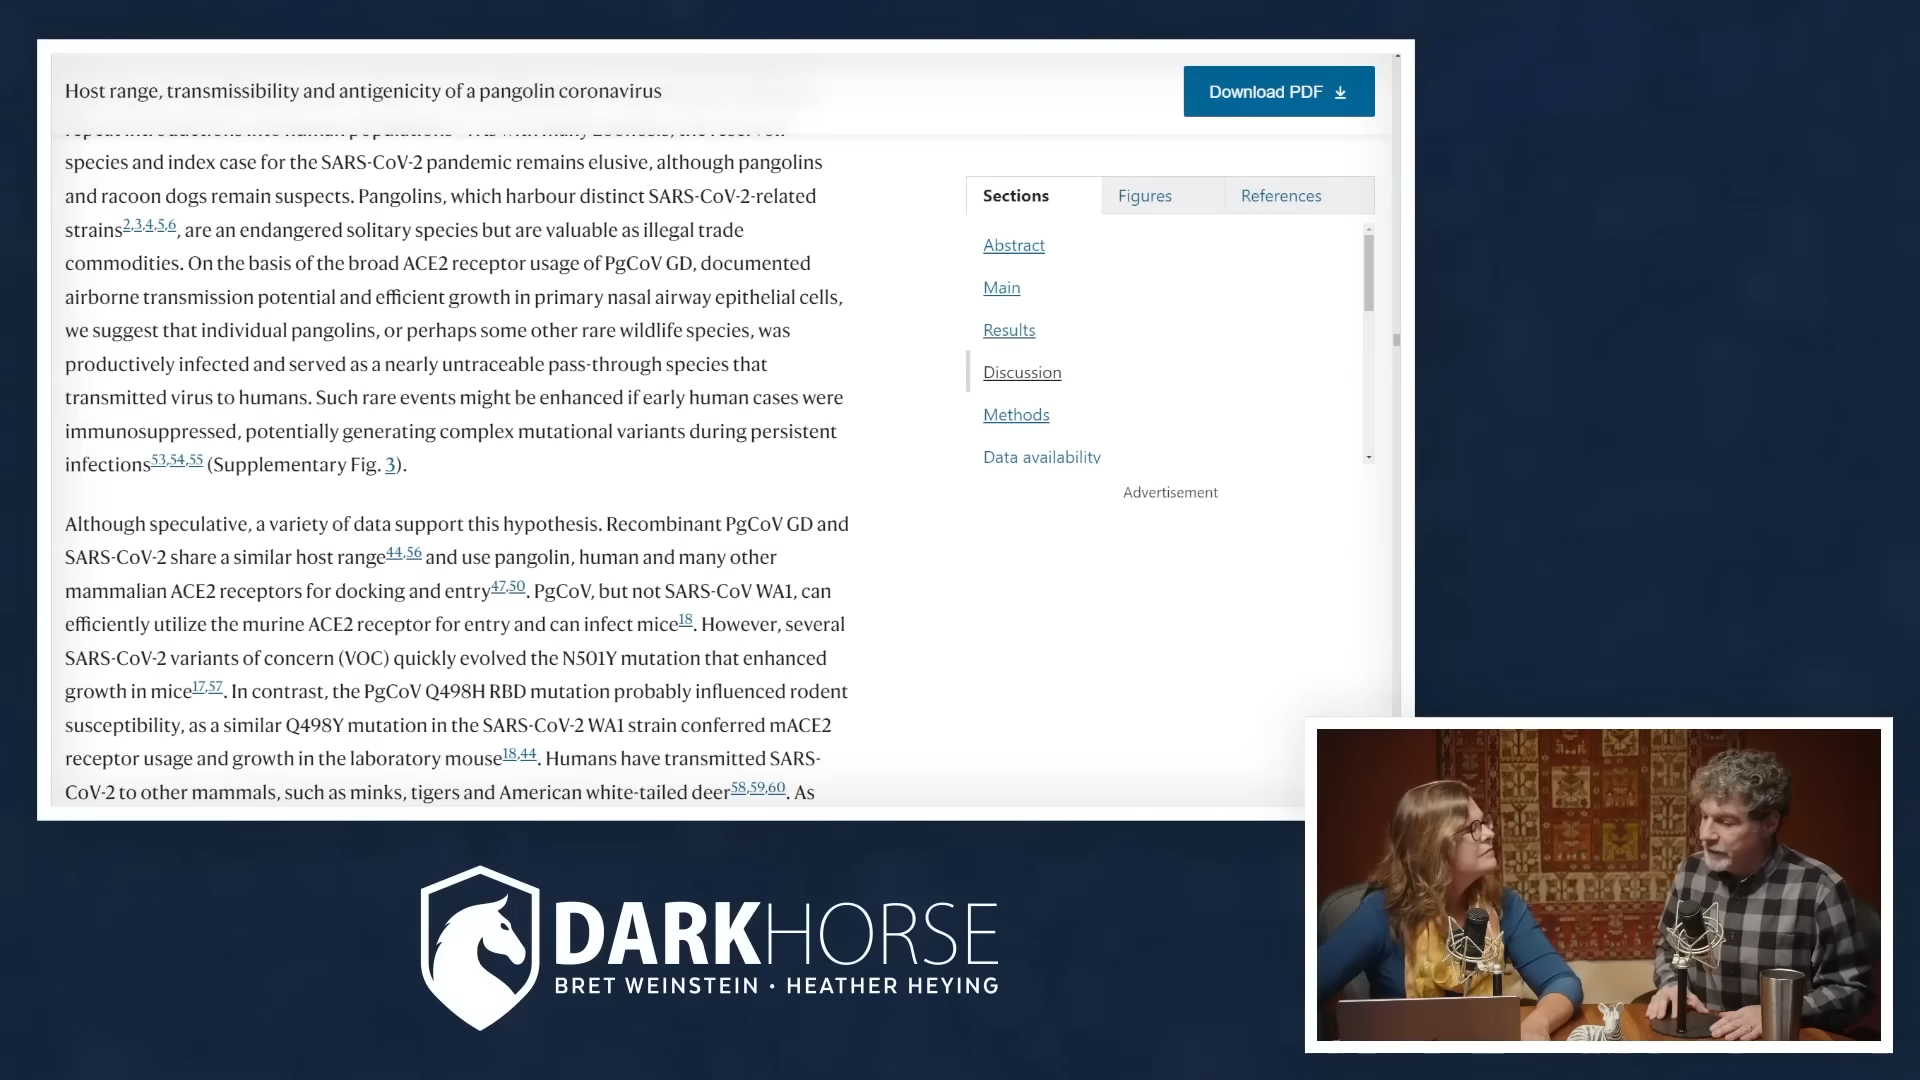 Host range, transmissibility and antigenicity of a pangolin coronavirus
Download PDF
species and index case for the SARS-CoV-2 pandemic remains elusive, although pangolins
and racoon dogs remain suspects. Pangolins, which harbour distinct SARS-CoV-2-related
strains2,3,4,5,6, are an endangered solitary species but are valuable as illegal trade
commodities. On the basis of the broad ACE2 receptor usage of PgCoV GD, documented
airborne transmission potential and efficient growth in primary nasal airway epithelial cells,
we suggest that individual pangolins, or perhaps some other rare wildlife species, was
productively infected and served as a nearly untraceable pass-through species that
transmitted virus to humans. Such rare events might be enhanced if early human cases were
immunosuppressed, potentially generating complex mutational variants during persistent
infections53,54,55 (Supplementary Fig. 3).
Although speculative, a variety of data support this hypothesis. Recombinant PgCoV GD and
SARS-CoV-2 share a similar host range44,56 and use pangolin, human and many other
mammalian ACE2 receptors for docking and entry47,50. PgCoV, but not SARS-CoV WA1, can
efficiently utilize the murine ACE2 receptor for entry and can infect mice18. However, several
SARS-CoV-2 variants of concern (VOC) quickly evolved the N501Y mutation that enhanced
growth in mice17,57. In contrast, the PgCoV Q498H RBD mutation probably influenced rodent
susceptibility, as a similar Q498Y mutation in the SARS-CoV-2 WA1 strain conferred mACE2
receptor usage and growth in the laboratory mouse18,44. Humans have transmitted SARS-
CoV-2 to other mammals, such as minks, tigers and American white-tailed deer58,59,60. As
Sections
Figures
References
Abstract
Main
Results
Discussion
Methods
Data availability
Advertisement
DARKHORSE
BRET WEINSTEIN • HEATHER HEYING